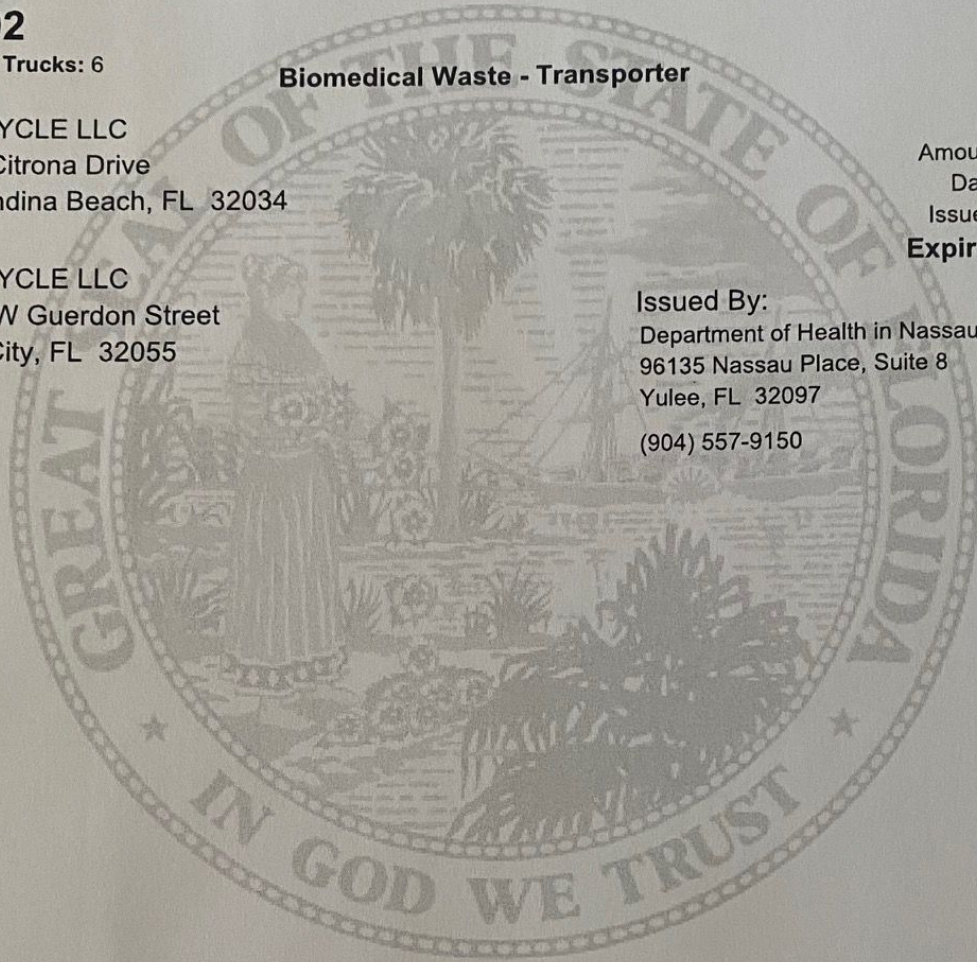 02
Trucks: 6
Biomedical Waste - Transporter
YCLE LLC
Citrona Drive
ndina Beach, FL 32034
YCLE LLC
W Guerdon Street
City, FL 32055
Amou
Da
Issue
Expir
Issued By:
Department of Health in Nassau
96135 Nassau Place, Suite 8
Yulee, FL 32097
(904) 557-9150
GREAT SEAL OF THE STATE OF FLORIDA
IN GOD WE TRUST